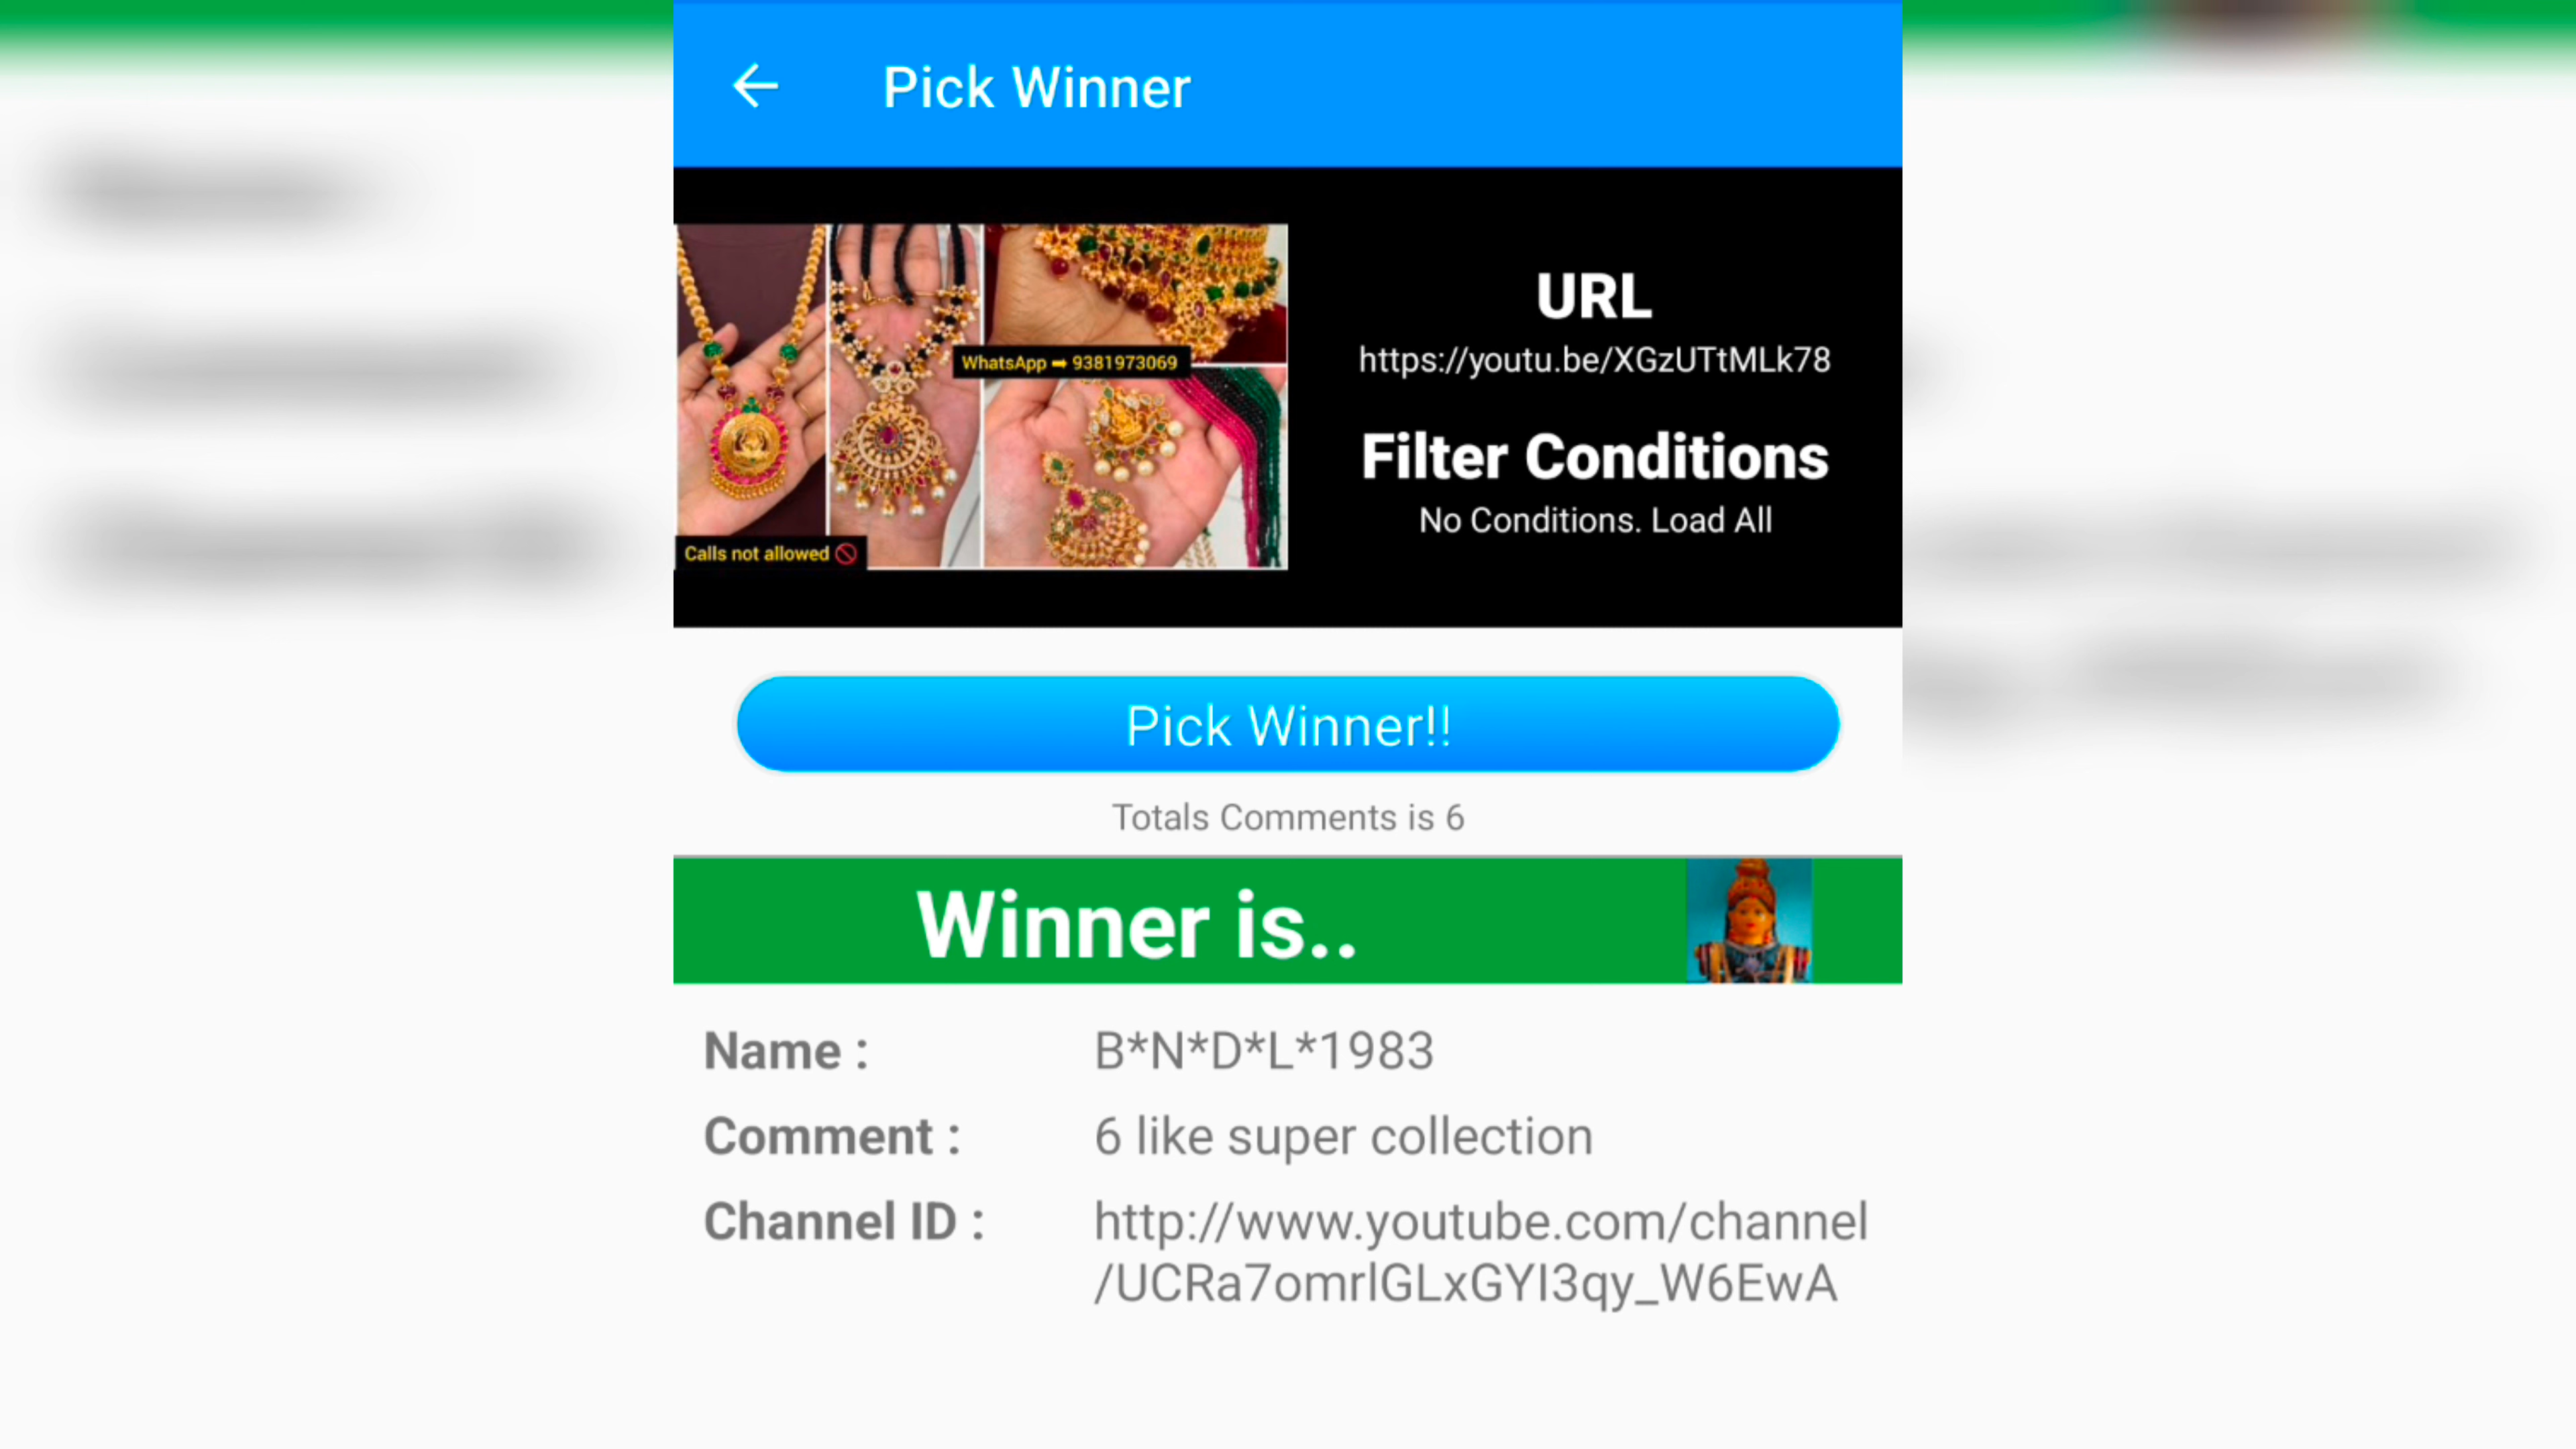 Pick Winner
WhatsApp ➡ 9381973069
Calls not allowed 🚫
URL
https://youtu.be/XGzUTtMLk78
Filter Conditions
No Conditions. Load All
Pick Winner!!
Totals Comments is 6
Winner is..
Name : B*N*D*L*1983
Comment : 6 like super collection
Channel ID : http://www.youtube.com/channel
/UCRa7omrlGLxGYI3qy_W6EwA